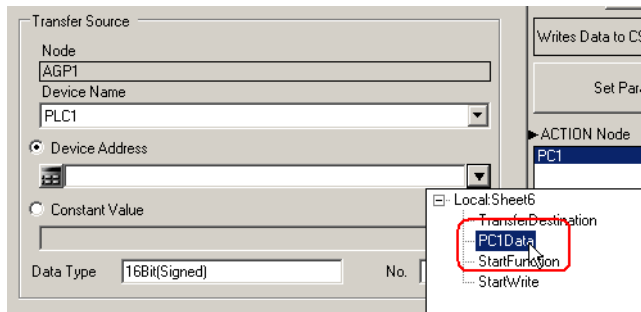 Transfer Source
Node
AGP1
Device Name
PLC1
Device Address
Constant Value
Data Type
16Bit(Signed)
No.
Writes Data to CS
Set Par
ACTION Node
PC1
Local:Sheet6
TransferDestination
PC1Data
StartFunction
StartWrite